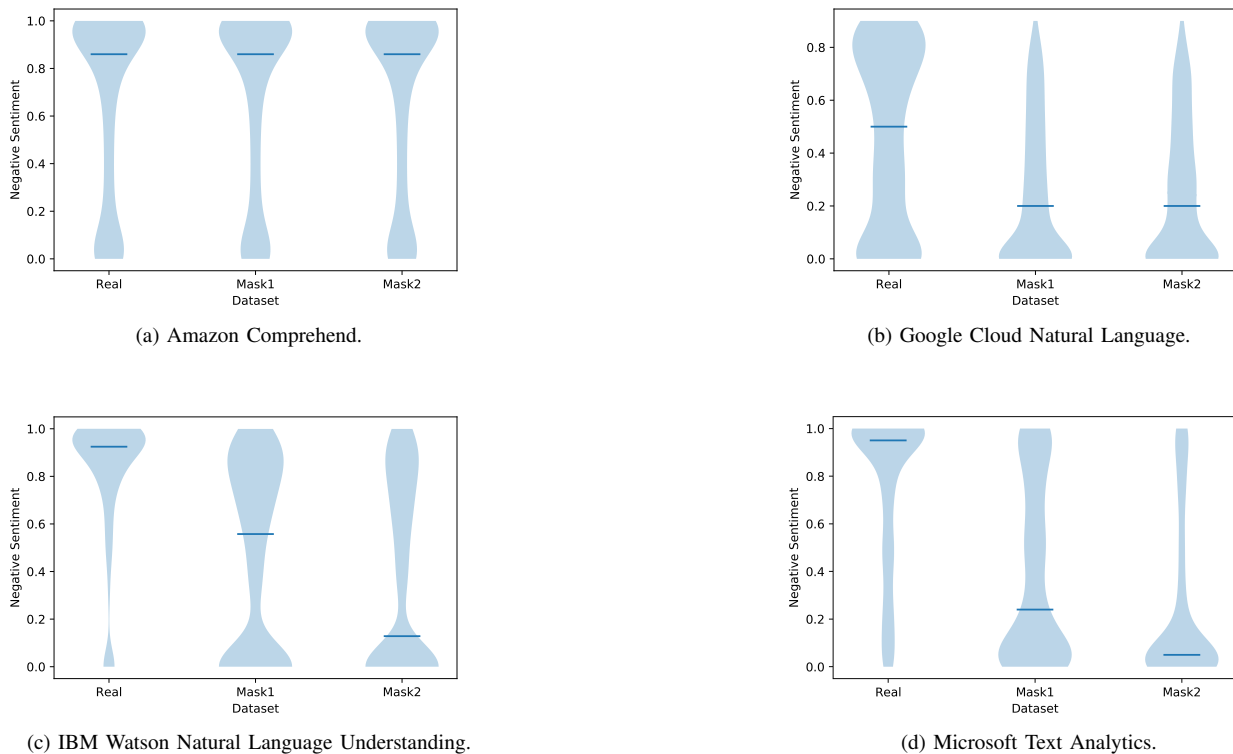 1.0
0.8
0.6
0.4
0.2
0.0
Negative Sentiment
Real
Mask1
Mask2
Dataset
(a) Amazon Comprehend.
0.8
0.6
0.4
0.2
0.0
Negative Sentiment
Real
Mask1
Mask2
Dataset
(b) Google Cloud Natural Language.
1.0
0.8
0.6
0.4
0.2
0.0
Negative Sentiment
Real
Mask1
Mask2
Dataset
(c) IBM Watson Natural Language Understanding.
1.0
0.8
0.6
0.4
0.2
0.0
Negative Sentiment
Real
Mask1
Mask2
Dataset
(d) Microsoft Text Analytics.